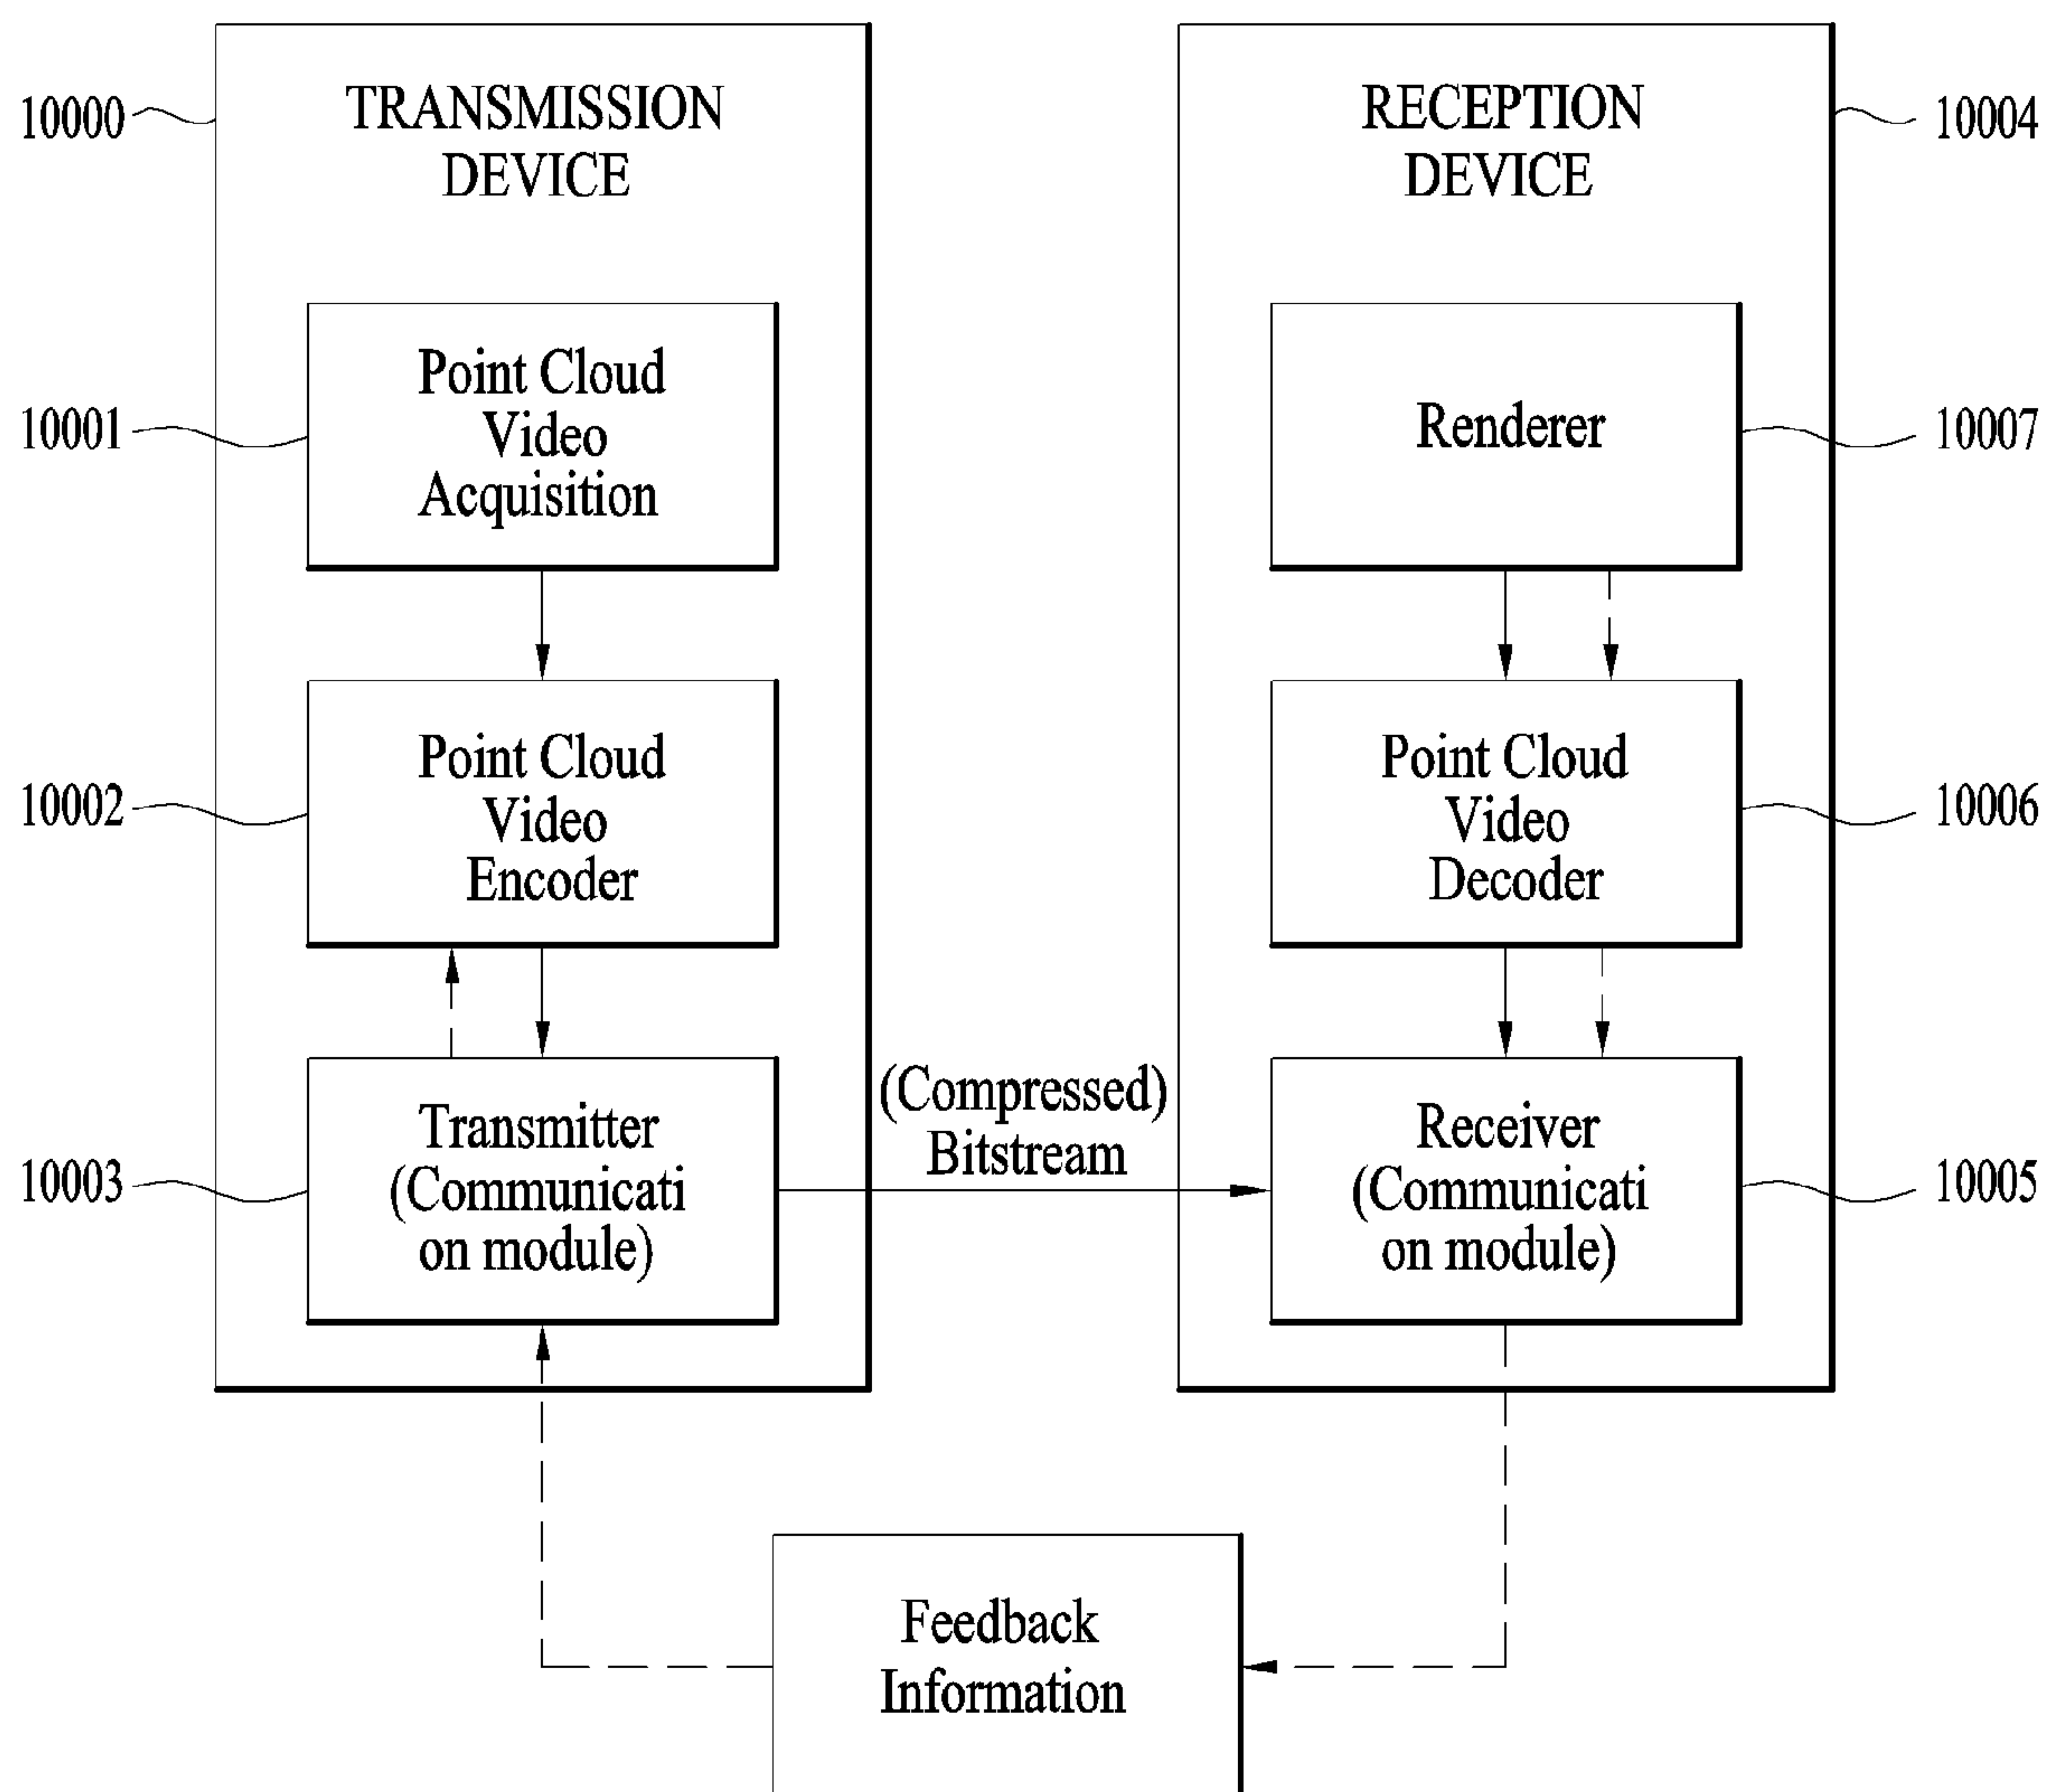 TRANSMISSION
DEVICE
10000
Point Cloud
Video
Acquisition
10001
Point Cloud
Video
Encoder
10002
Transmitter
(Communicati
on module)
10003
(Compressed)
Bitstream
RECEPTION
DEVICE
10004
Renderer
10007
Point Cloud
Video
Decoder
10006
Receiver
(Communicati
on module)
10005
Feedback
Information